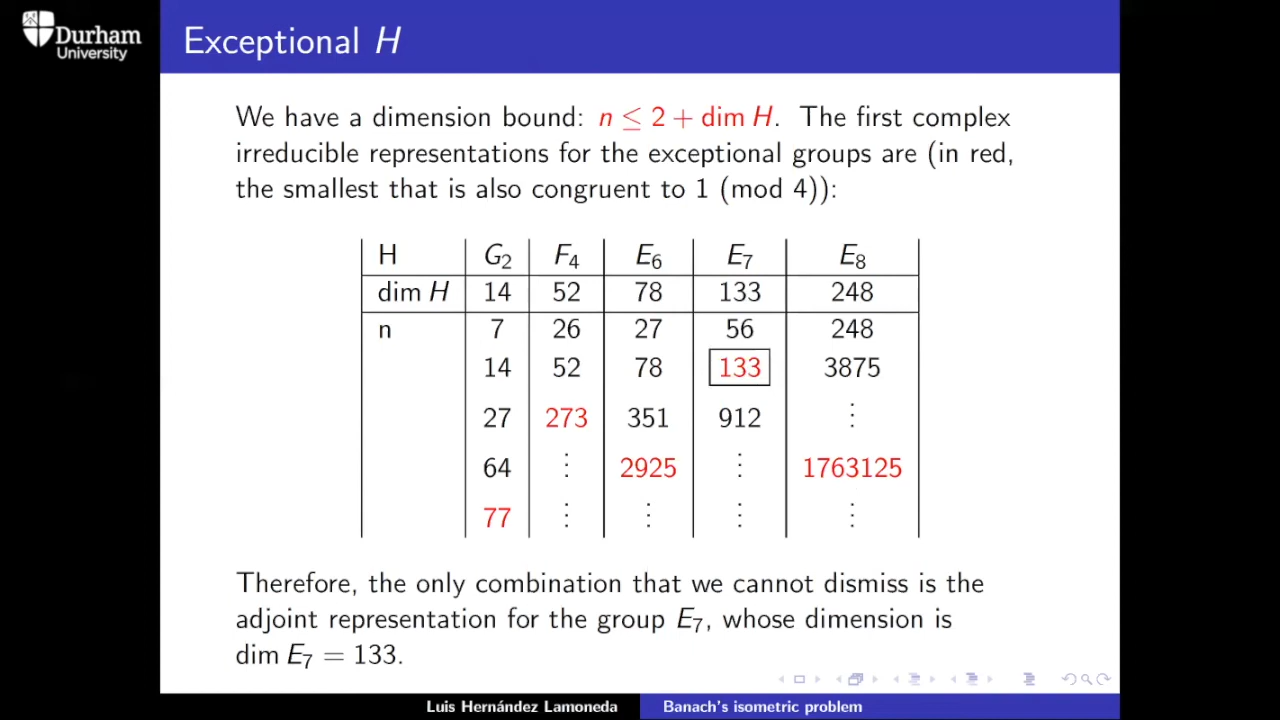 Durham
University
Exceptional H
We have a dimension bound: n ≤ 2 + dim H. The first complex
irreducible representations for the exceptional groups are (in red,
the smallest that is also congruent to 1 (mod 4)):
H G₂ F₄ E₆ E₇ E₈
dim H 14 52 78 133 248
n 7 26 27 56 248
14 52 78 133 3875
27 273 351 912 ⋮
64 ⋮ 2925 ⋮ 1763125
77 ⋮ ⋮ ⋮ ⋮
Therefore, the only combination that we cannot dismiss is the
adjoint representation for the group E₇, whose dimension is
dim E₇ = 133.
Luis Hernández Lamoneda Banach's isometric problem